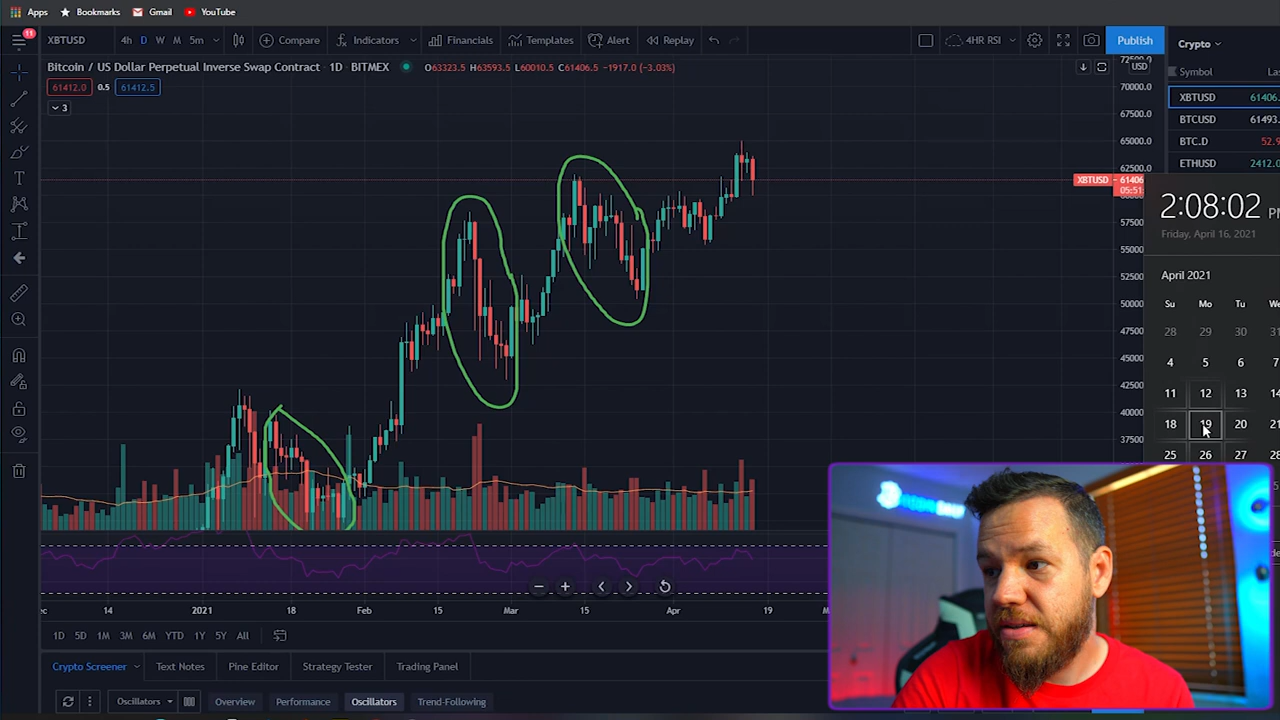 Apps Bookmarks Gmail YouTube
11
XBTUSD 4h D W M 5m Compare Indicators Financials Templates Alert Replay 4HR RSI Publish Crypto
Bitcoin / US Dollar Perpetual Inverse Swap Contract · 1D · BITMEX O63323.5 H63593.5 L60010.5 C61406.5 -1917.0 (-3.03%)
USD
Symbol
61412.0 0.5 61412.5
3
70000.0
67500.0
65000.0
62500.0
57500.0
55000.0
52500.0
50000.0
47500.0
45000.0
42500.0
40000.0
37500.0
XBTUSD 61406
05:51
XBTUSD 61406.
BTCUSD 61493.
BTC.D 52.9
ETHUSD 2412.0
2:08:02
Friday, April 16, 2021
April 2021
Su Mo Tu We
28 29 30 31
4 5 6 7
11 12 13 14
18 19 20 21
25 26 27 28
14 2021 18 Feb 15 Mar 15 Apr 19
1D 5D 1M 3M 6M YTD 1Y 5Y All
Crypto Screener Text Notes Pine Editor Strategy Tester Trading Panel
Oscillators Overview Performance Oscillators Trend-Following